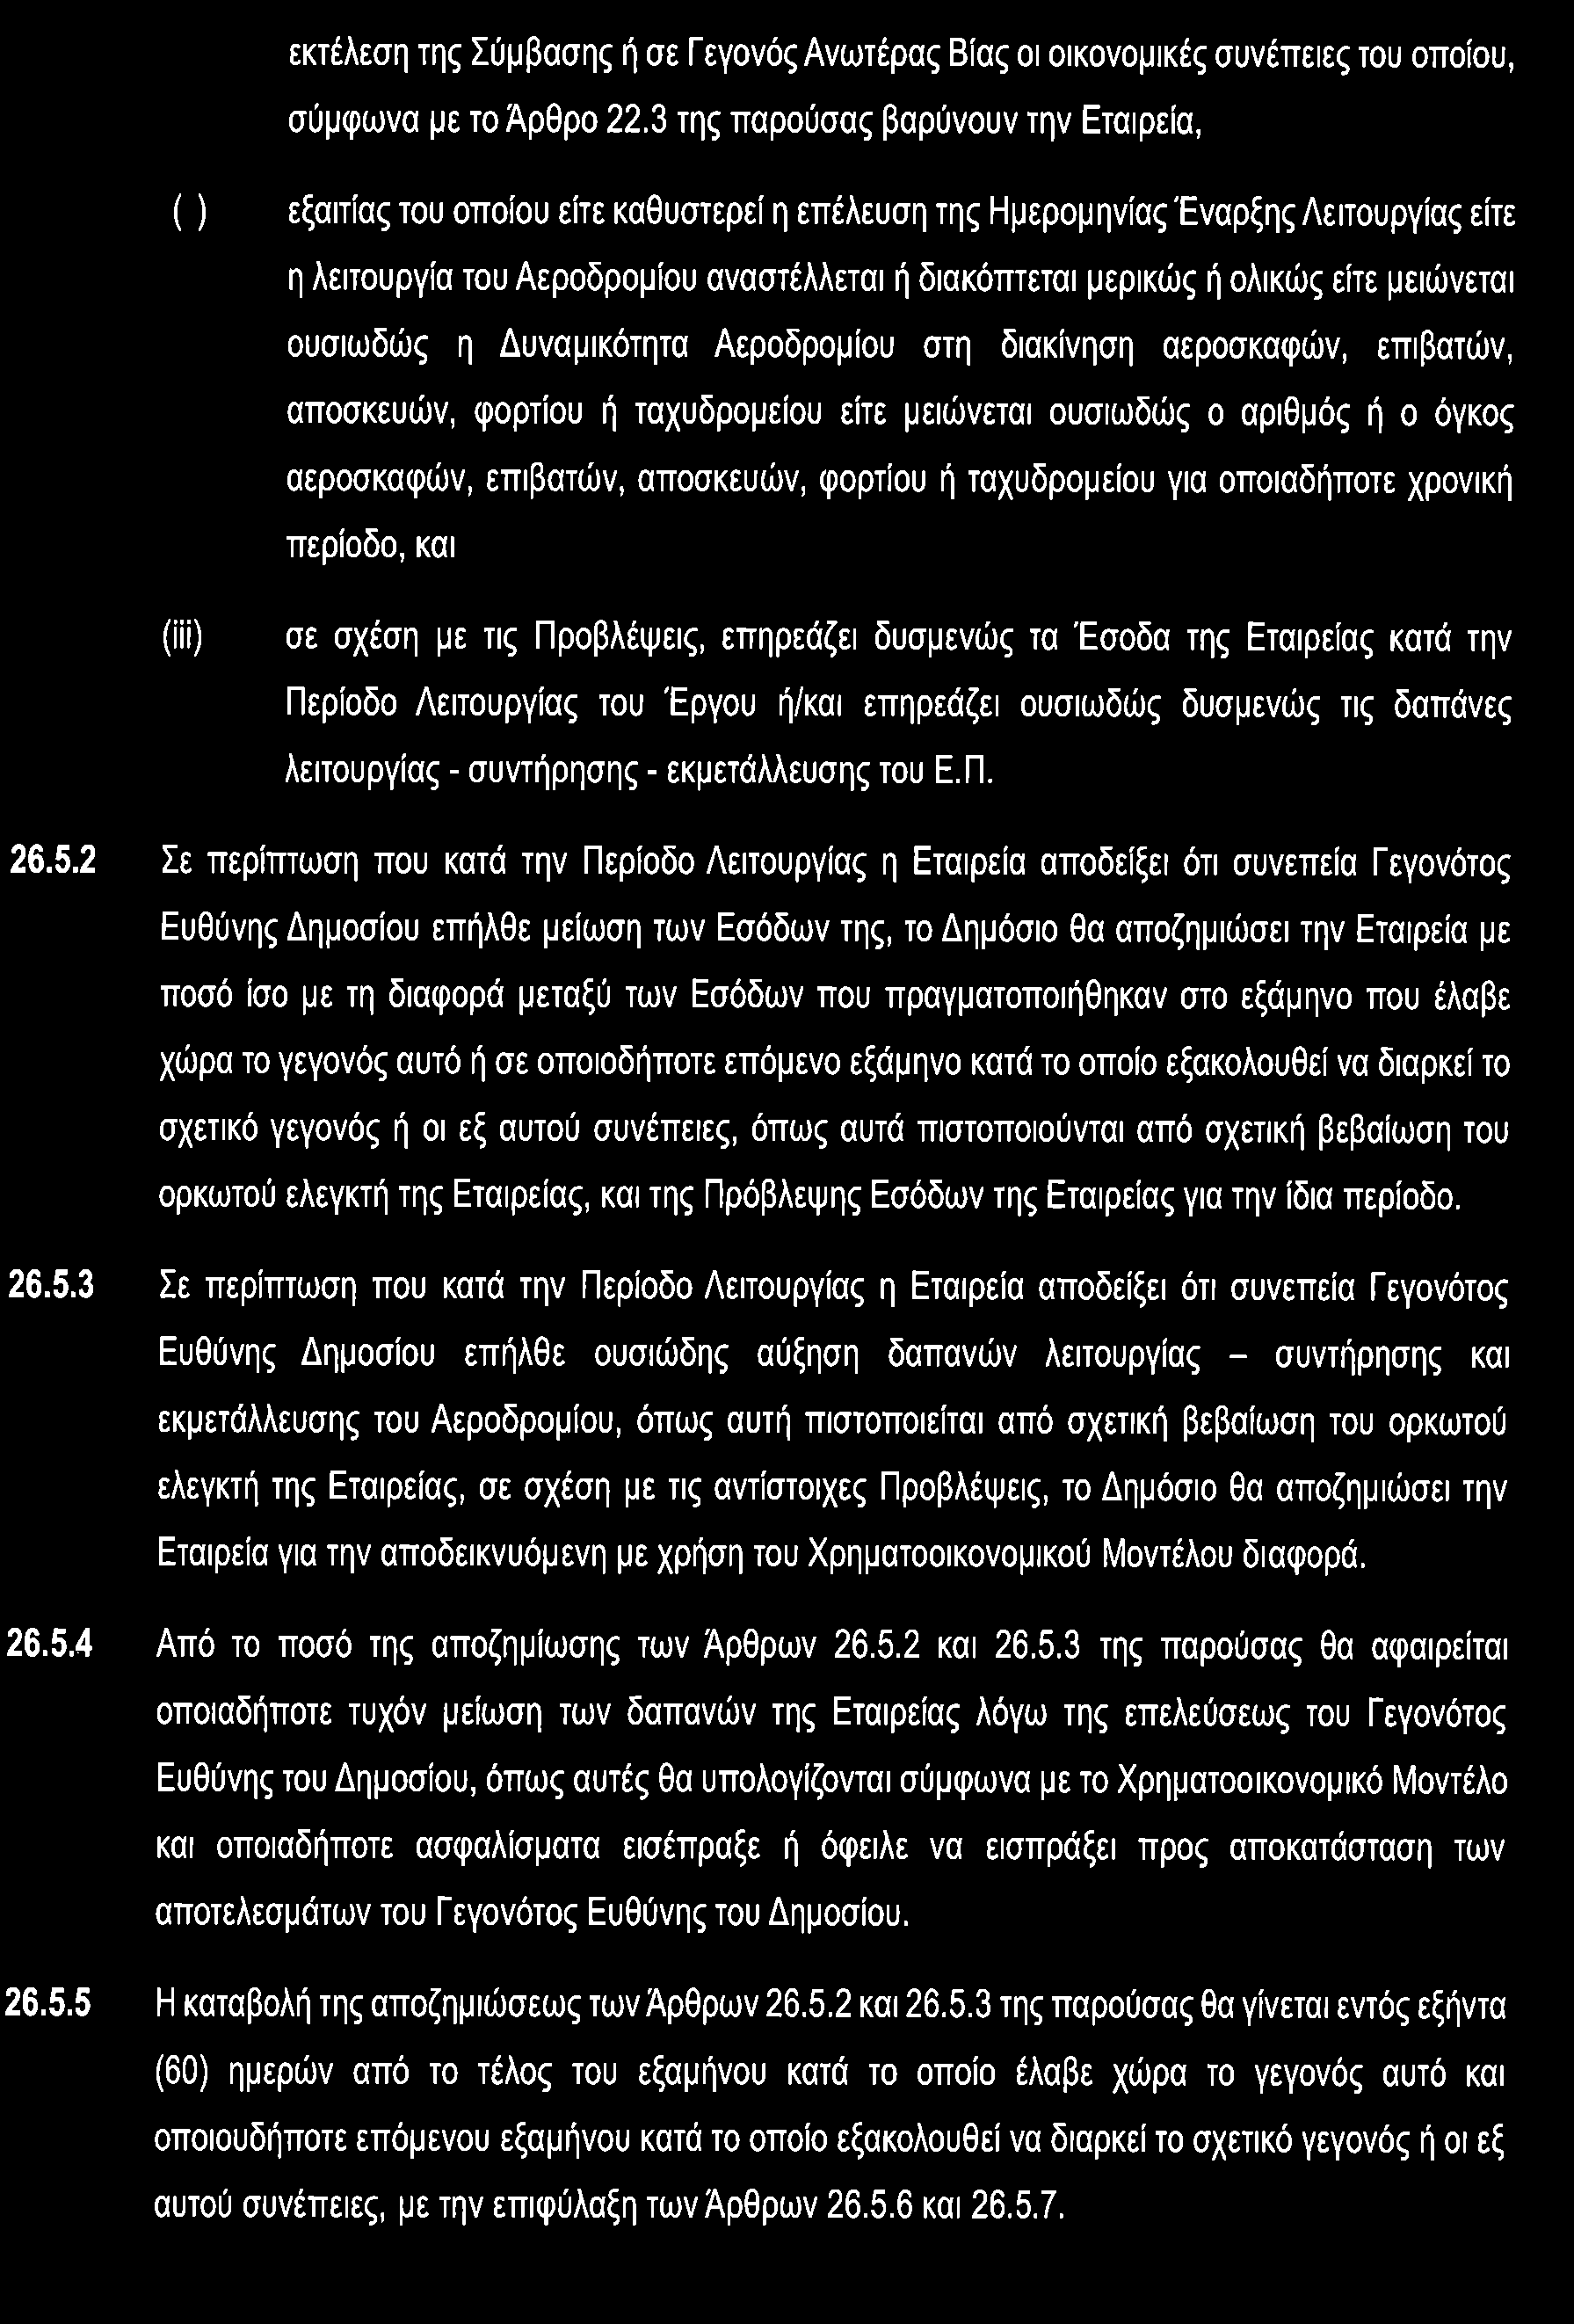 εκτέλεση της Σύμβασης ή σε Γεγονός Ανωτέρας Βίας οι οικονομικές συνέπειες του οποίου,
σύμφωνα με το Άρθρο 22.3 της παρούσας βαρύνουν την Εταιρεία,
( ) εξαιτίας του οποίου είτε καθυστερεί η επέλευση της Ημερομηνίας Έναρξης Λειτουργίας είτε
η λειτουργία του Αεροδρομίου αναστέλλεται ή διακόπτεται μερικώς ή ολικώς είτε μειώνεται
ουσιωδώς η Δυναμικότητα Αεροδρομίου στη διακίνηση αεροσκαφών, επιβατών,
αποσκευών, φορτίου ή ταχυδρομείου είτε μειώνεται ουσιωδώς ο αριθμός ή ο όγκος
αεροσκαφών, επιβατών, αποσκευών, φορτίου ή ταχυδρομείου για οποιαδήποτε χρονική
περίοδο, και
(iii) σε σχέση με τις Προβλέψεις, επηρεάζει δυσμενώς τα Έσοδα της Εταιρείας κατά την
Περίοδο Λειτουργίας του Έργου ή/και επηρεάζει ουσιωδώς δυσμενώς τις δαπάνες
λειτουργίας - συντήρησης - εκμετάλλευσης του Ε.Π.
26.5.2 Σε περίπτωση που κατά την Περίοδο Λειτουργίας η Εταιρεία αποδείξει ότι συνεπεία Γεγονότος
Ευθύνης Δημοσίου επήλθε μείωση των Εσόδων της, το Δημόσιο θα αποζημιώσει την Εταιρεία με
ποσό ίσο με τη διαφορά μεταξύ των Εσόδων που πραγματοποιήθηκαν στο εξάμηνο που έλαβε
χώρα το γεγονός αυτό ή σε οποιοδήποτε επόμενο εξάμηνο κατά το οποίο εξακολουθεί να διαρκεί το
σχετικό γεγονός ή οι εξ αυτού συνέπειες, όπως αυτά πιστοποιούνται από σχετική βεβαίωση του
ορκωτού ελεγκτή της Εταιρείας, και της Πρόβλεψης Εσόδων της Εταιρείας για την ίδια περίοδο.
26.5.3 Σε περίπτωση που κατά την Περίοδο Λειτουργίας η Εταιρεία αποδείξει ότι συνεπεία Γεγονότος
Ευθύνης Δημοσίου επήλθε ουσιώδης αύξηση δαπανών λειτουργίας – συντήρησης και
εκμετάλλευσης του Αεροδρομίου, όπως αυτή πιστοποιείται από σχετική βεβαίωση του ορκωτού
ελεγκτή της Εταιρείας, σε σχέση με τις αντίστοιχες Προβλέψεις, το Δημόσιο θα αποζημιώσει την
Εταιρεία για την αποδεικνυόμενη με χρήση του Χρηματοοικονομικού Μοντέλου διαφορά.
26.5.4 Από το ποσό της αποζημίωσης των Άρθρων 26.5.2 και 26.5.3 της παρούσας θα αφαιρείται
οποιαδήποτε τυχόν μείωση των δαπανών της Εταιρείας λόγω της επελεύσεως του Γεγονότος
Ευθύνης του Δημοσίου, όπως αυτές θα υπολογίζονται σύμφωνα με το Χρηματοοικονομικό Μοντέλο
και οποιαδήποτε ασφαλίσματα εισέπραξε ή όφειλε να εισπράξει προς αποκατάσταση των
αποτελεσμάτων του Γεγονότος Ευθύνης του Δημοσίου.
26.5.5 Η καταβολή της αποζημιώσεως των Άρθρων 26.5.2 και 26.5.3 της παρούσας θα γίνεται εντός εξήντα
(60) ημερών από το τέλος του εξαμήνου κατά το οποίο έλαβε χώρα το γεγονός αυτό και
οποιουδήποτε επόμενου εξαμήνου κατά το οποίο εξακολουθεί να διαρκεί το σχετικό γεγονός ή οι εξ
αυτού συνέπειες, με την επιφύλαξη των Άρθρων 26.5.6 και 26.5.7.